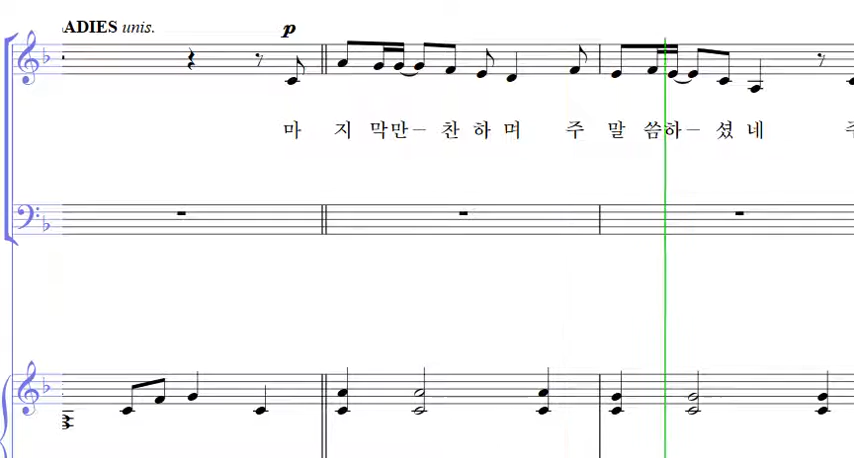 ADIES unis.
p
마 지 막만– 찬 하 며 주 말 씀하– 셨 네